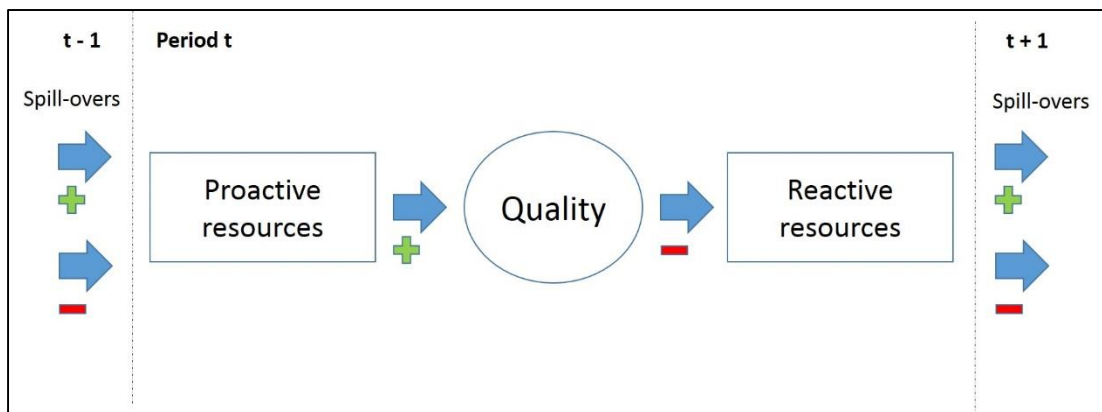 t - 1
Period t
t + 1
Spill-overs
Spill-overs
Proactive
resources
Quality
Reactive
resources